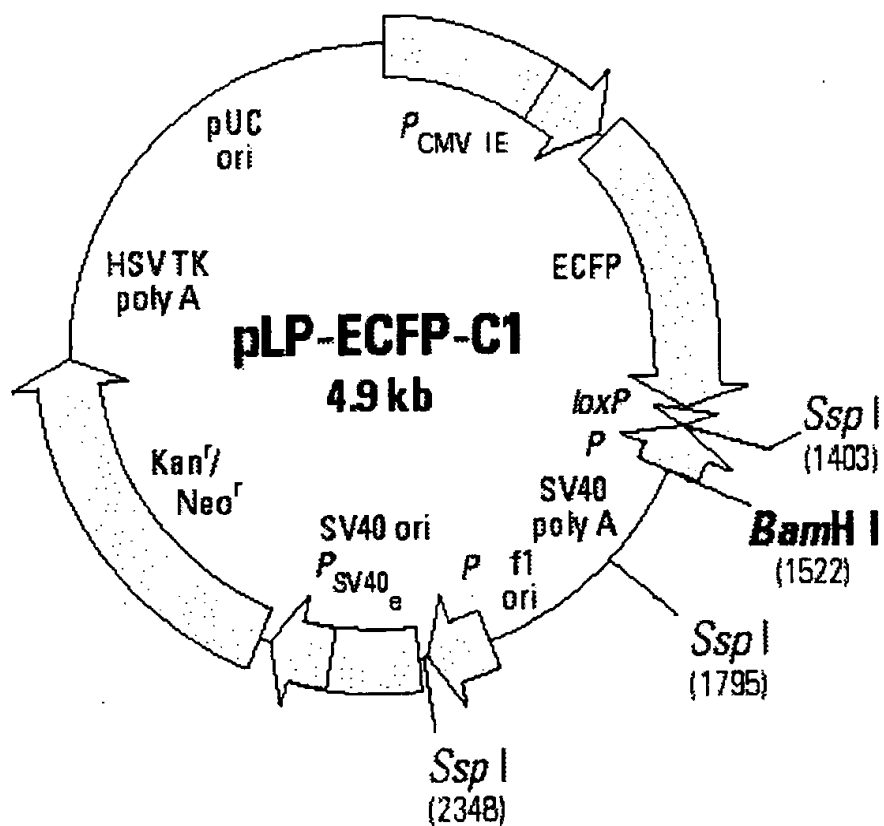 P CMV IE
pUC
ori
ECFP
HSV TK
poly A
pLP-ECFP-C1
4.9 kb
loxP
P
Ssp I
(1403)
SV40
poly A
BamH I
(1522)
Kanʳ/
Neoʳ
SV40 ori
P SV40 e
P
f1
ori
Ssp I
(1795)
Ssp I
(2348)